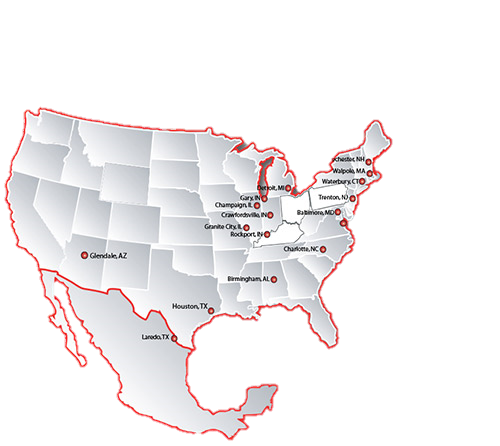 ochester, NH
Walpole, MA
Waterbury, CT
Detroit, MI
Trenton, NJ
Gary, IN
Champaign, IL
Baltimore, MD
Crawfordsville, IN
Granite City, IL
Rockport, IN
Charlotte, NC
Glendale, AZ
Birmingham, AL
Houston, TX
Laredo, TX